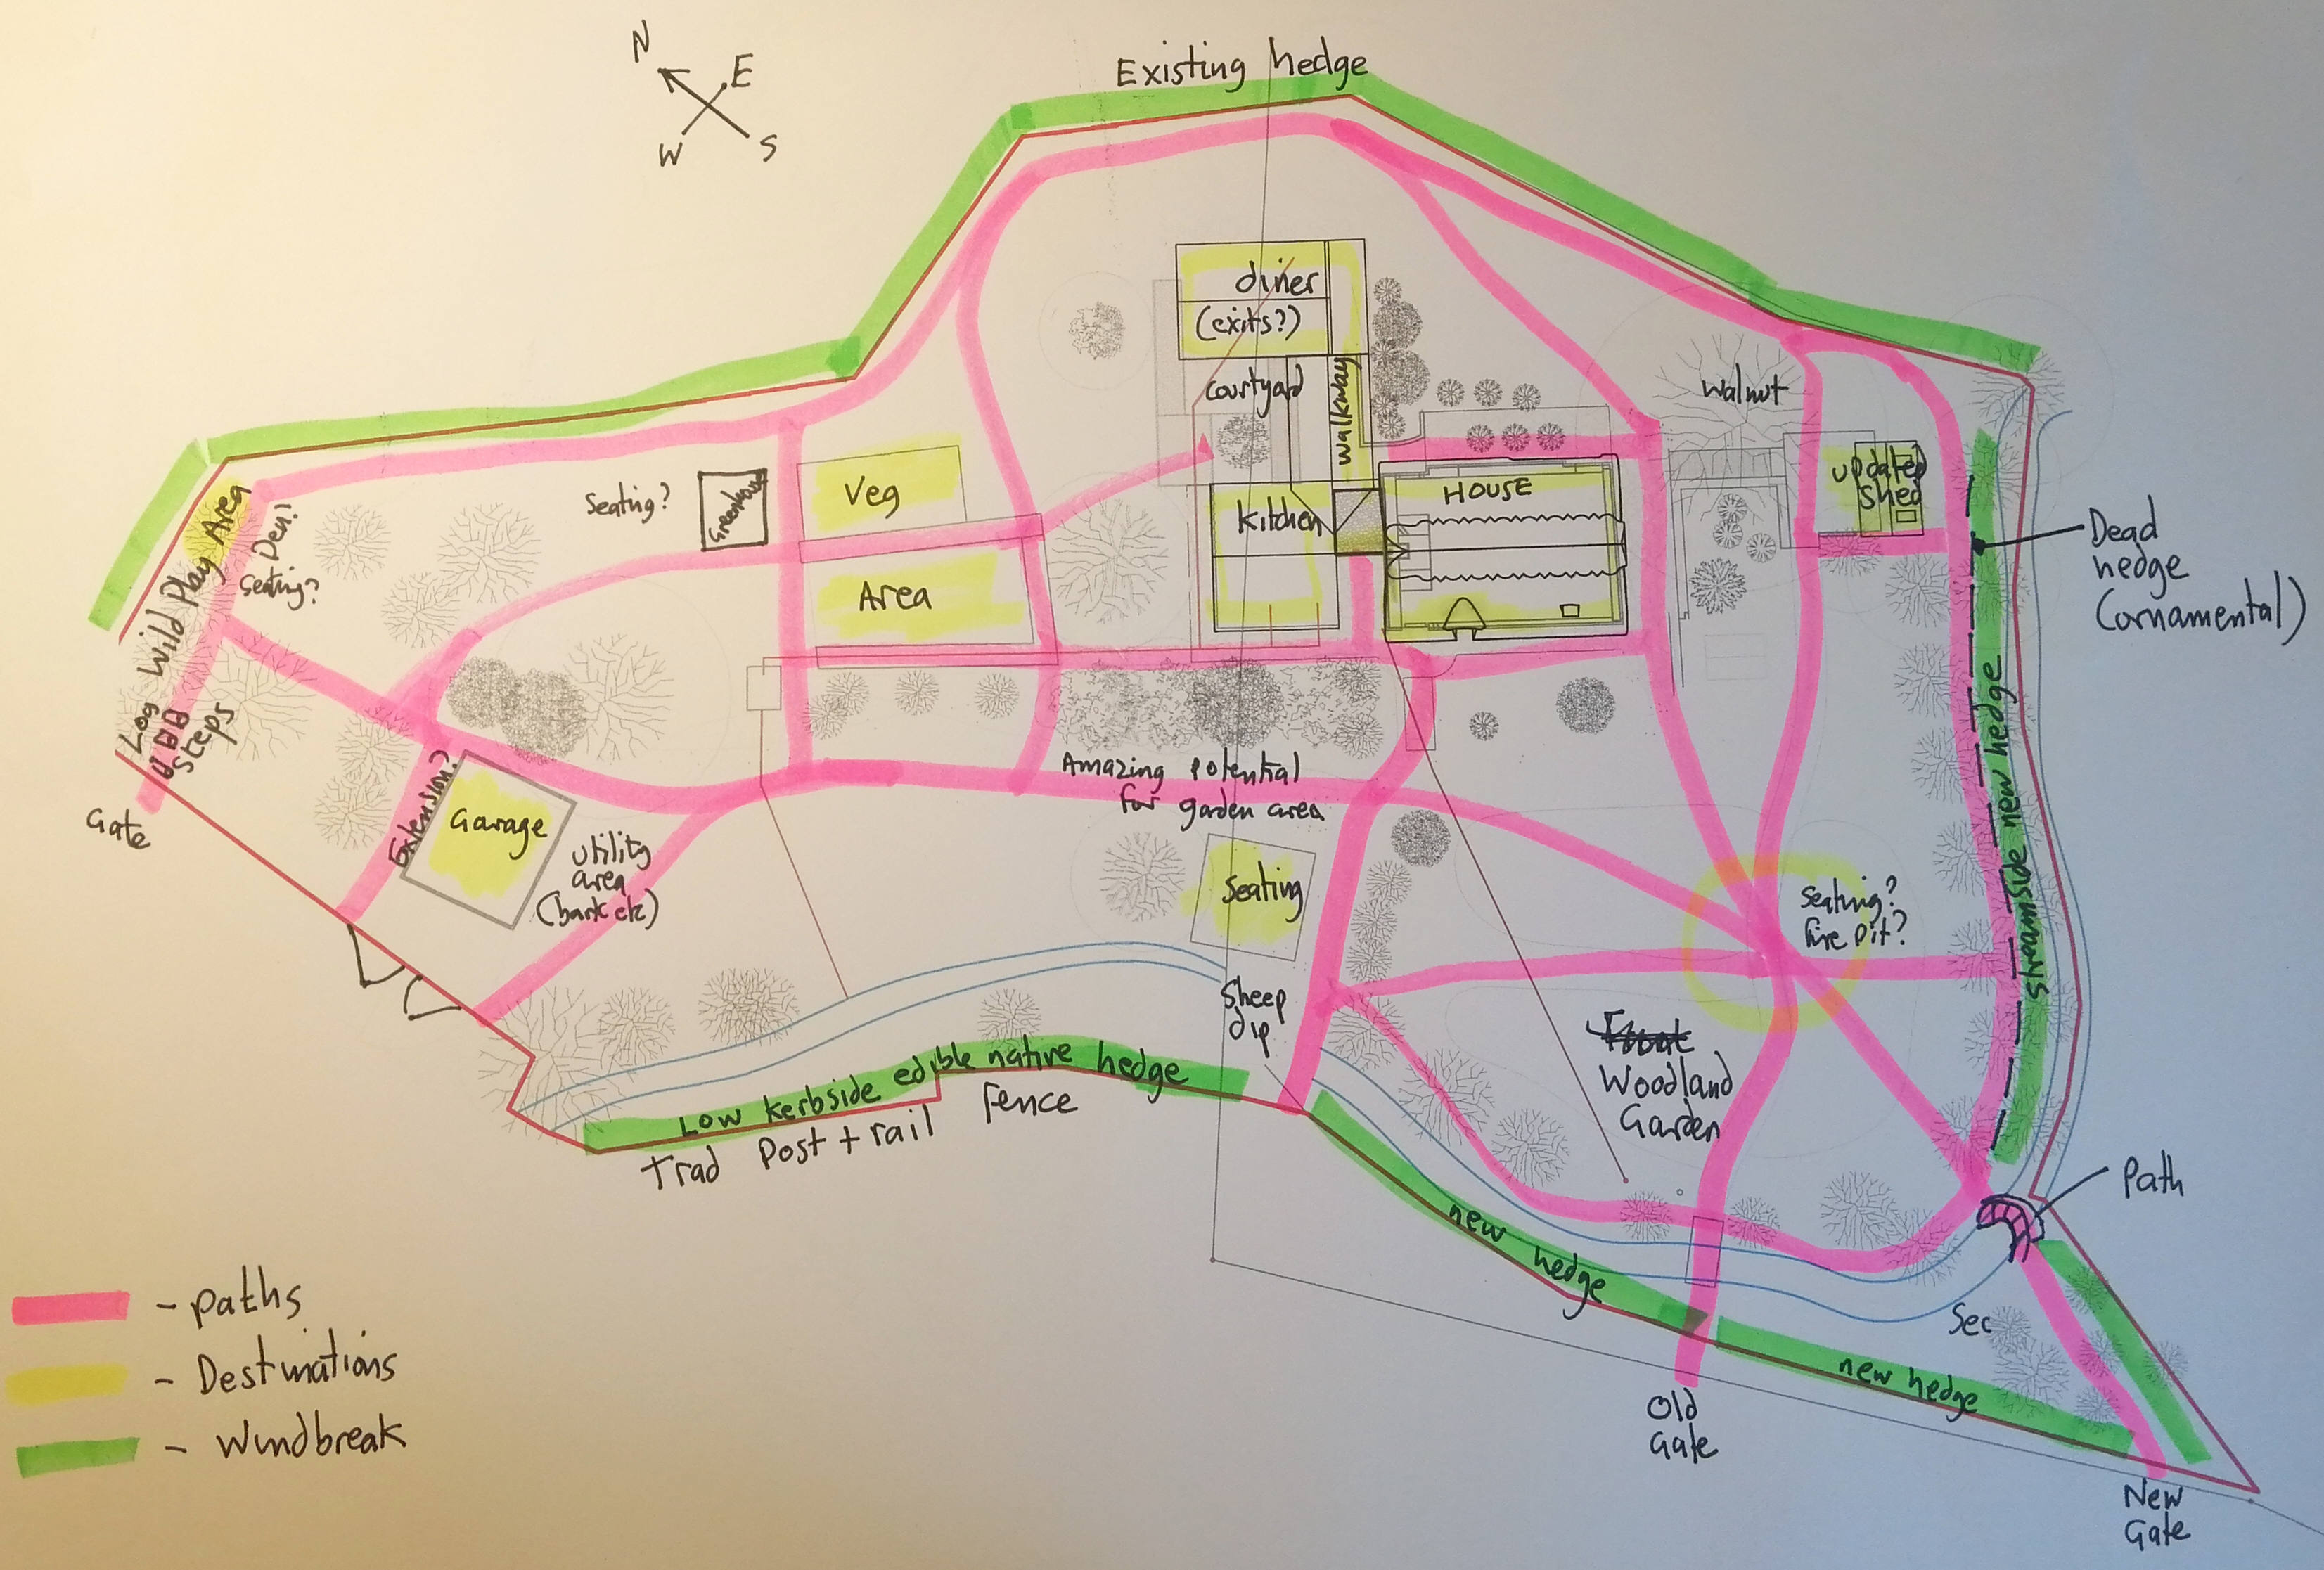 N
E
W
S
Existing hedge
diner
(exits?)
courtyard
walkway
walnut
updated
shed
Kitchen
HOUSE
Veg
Area
Seating?
Greenhouse
Wild Play Area
Den?
Seating?
Log
Steps
Gate
Extension?
Garage
Utility
area
(bark etc)
Amazing potential
for garden area
Seating
Sheep
dip
Seating?
fire pit?
Dead
hedge
(ornamental)
Streamside new hedge
Woodland
Garden
Low kerbside edible native hedge
Trad Post + rail fence
new hedge
new hedge
Path
Sec
Old
Gate
New
Gate
- paths
- Destinations
- Windbreak